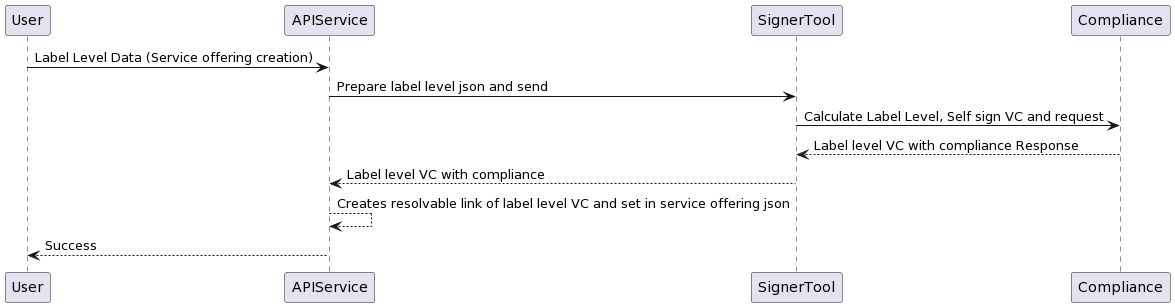 User APIService SignerTool Compliance
Label Level Data (Service offering creation)
Prepare label level json and send
Calculate Label Level, Self sign VC and request
Label level VC with compliance Response
Label level VC with compliance
Creates resolvable link of label level VC and set in service offering json
Success
User APIService SignerTool Compliance